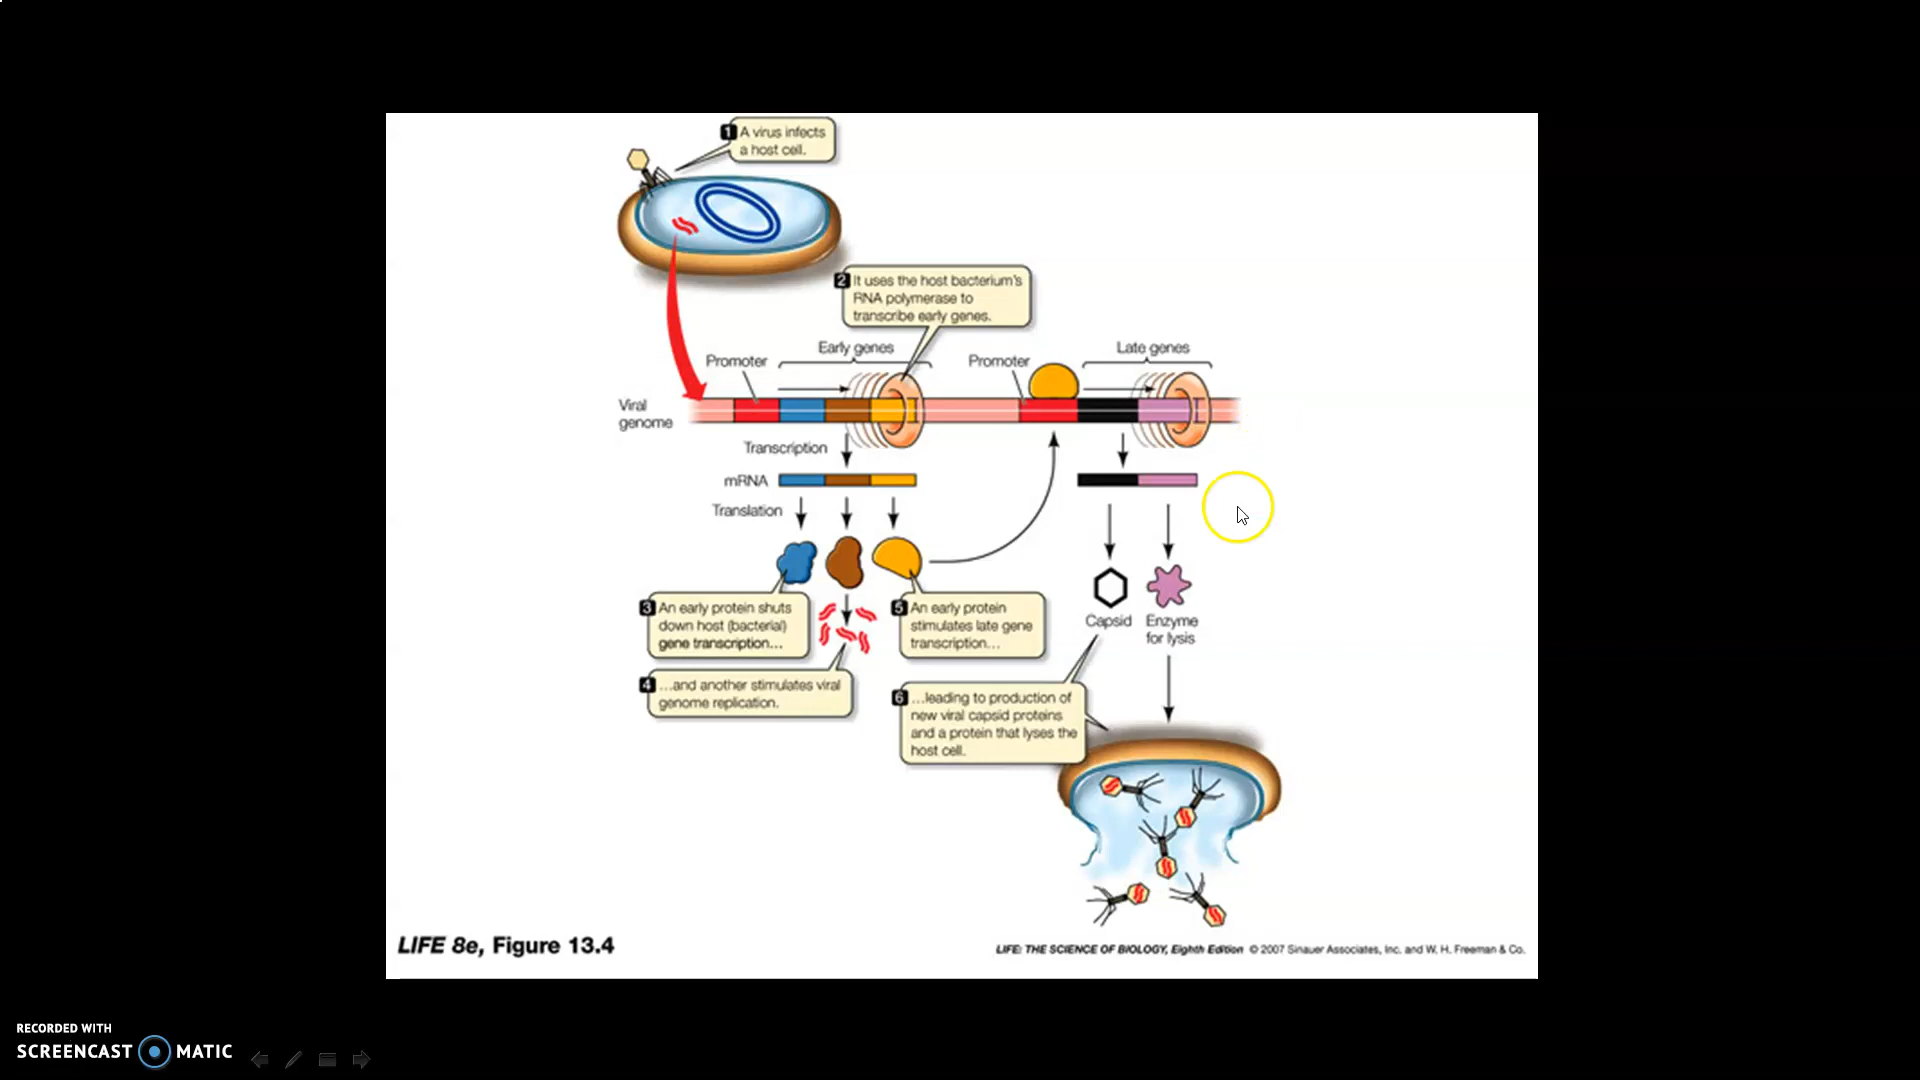 1 A virus infects
a host cell.
2 It uses the host bacterium's
RNA polymerase to
transcribe early genes.
Promoter
Early genes
Promoter
Late genes
Viral
genome
Transcription
mRNA
Translation
3 An early protein shuts
down host (bacterial)
gene transcription...
4 ...and another stimulates viral
genome replication.
5 An early protein
stimulates late gene
transcription...
Capsid
Enzyme
for lysis
6 ...leading to production of
new viral capsid proteins
and a protein that lyses the
host cell.
LIFE 8e, Figure 13.4
LIFE: THE SCIENCE OF BIOLOGY, Eighth Edition © 2007 Sinauer Associates, Inc. and W. H. Freeman & Co.
RECORDED WITH
SCREENCAST MATIC